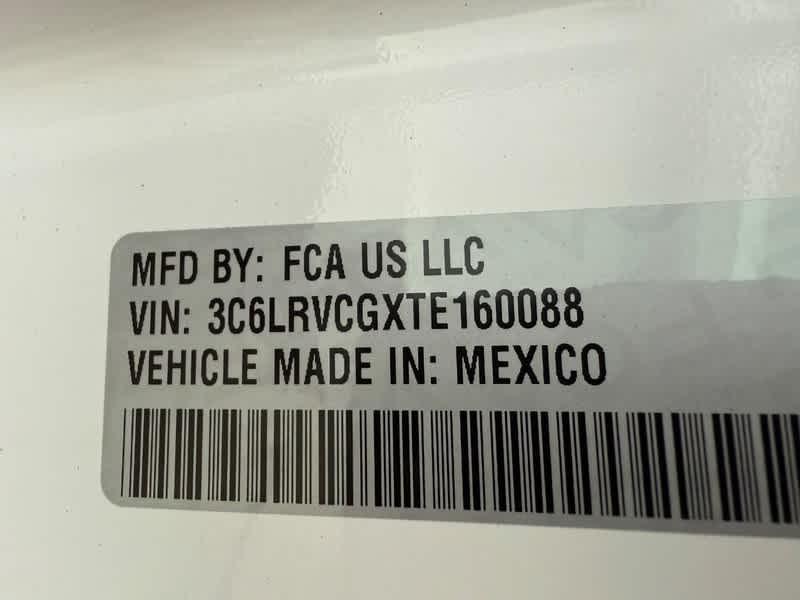 MFD BY: FCA US LLC
VIN: 3C6LRVCGXTE160088
VEHICLE MADE IN: MEXICO